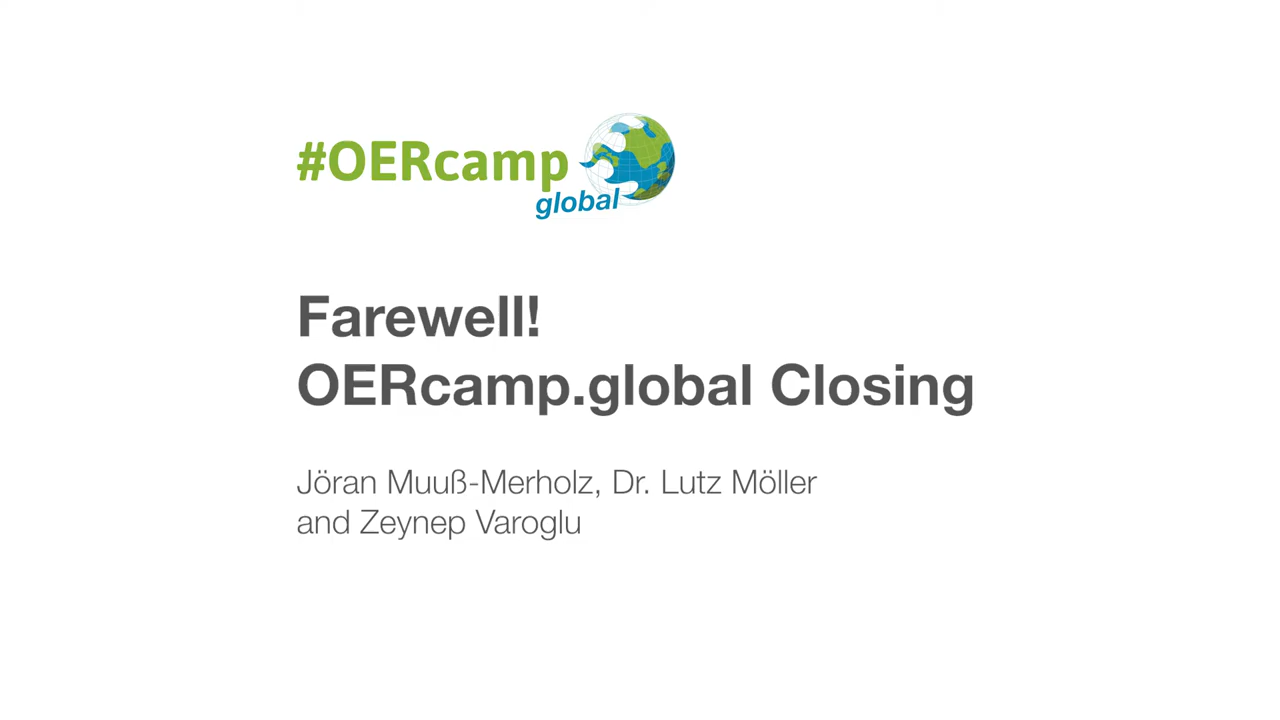 #OERcamp
global
Farewell!
OERcamp.global Closing
Jöran Muuß-Merholz, Dr. Lutz Möller
and Zeynep Varoglu